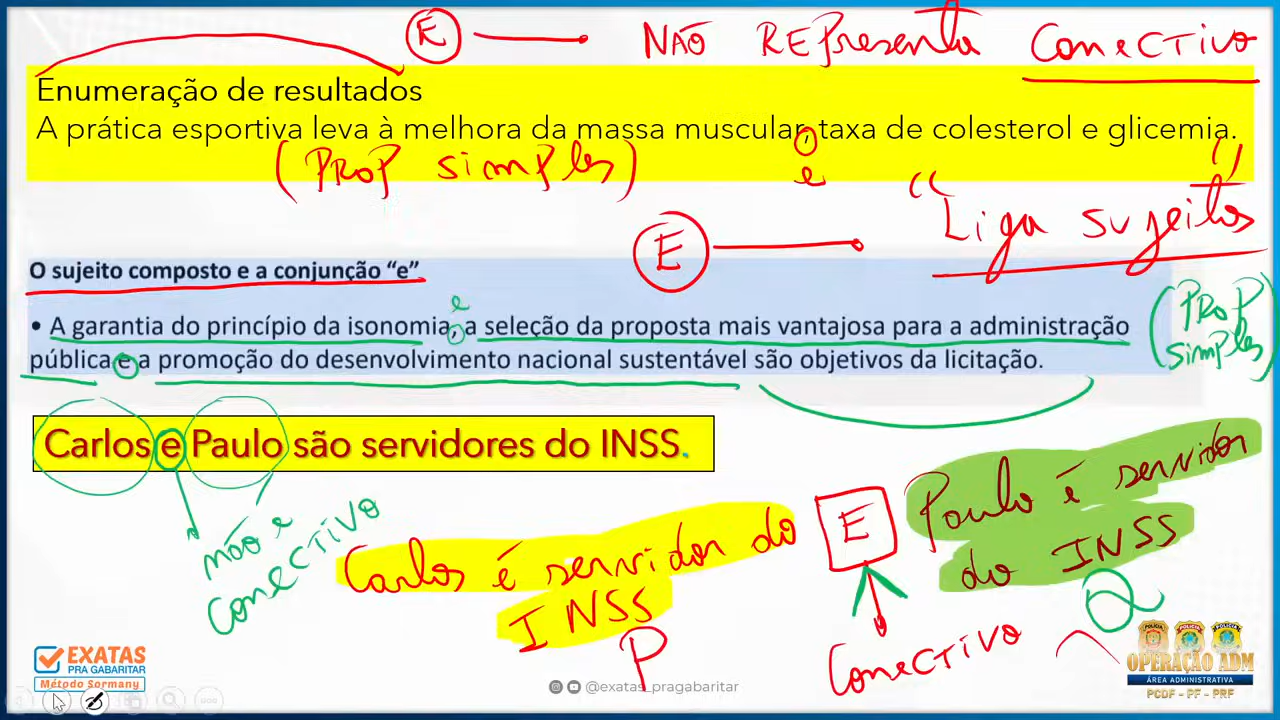 E NÃO REPresenta ConecTivo
Enumeração de resultados
A prática esportiva leva à melhora da massa muscular, taxa de colesterol e glicemia.
(PROP simples) e
E "Liga sujeitos"
O sujeito composto e a conjunção “e”
e
• A garantia do princípio da isonomia, a seleção da proposta mais vantajosa para a administração
pública e a promoção do desenvolvimento nacional sustentável são objetivos da licitação.
(PROP
simples)
Carlos e Paulo são servidores do INSS.
não e
conecTIVO
Carlos é servidor do
INSS
P
E
Paulo é servidor
do INSS
Q
ConecTIVO
^
EXATAS
PRA GABARITAR
Método Sormany
@exatas_pragabaritar
POLÍCIA POLÍCIA POLÍCIA
OPERAÇÃO ADM
ÁREA ADMINISTRATIVA
PCDF - PF - PRF